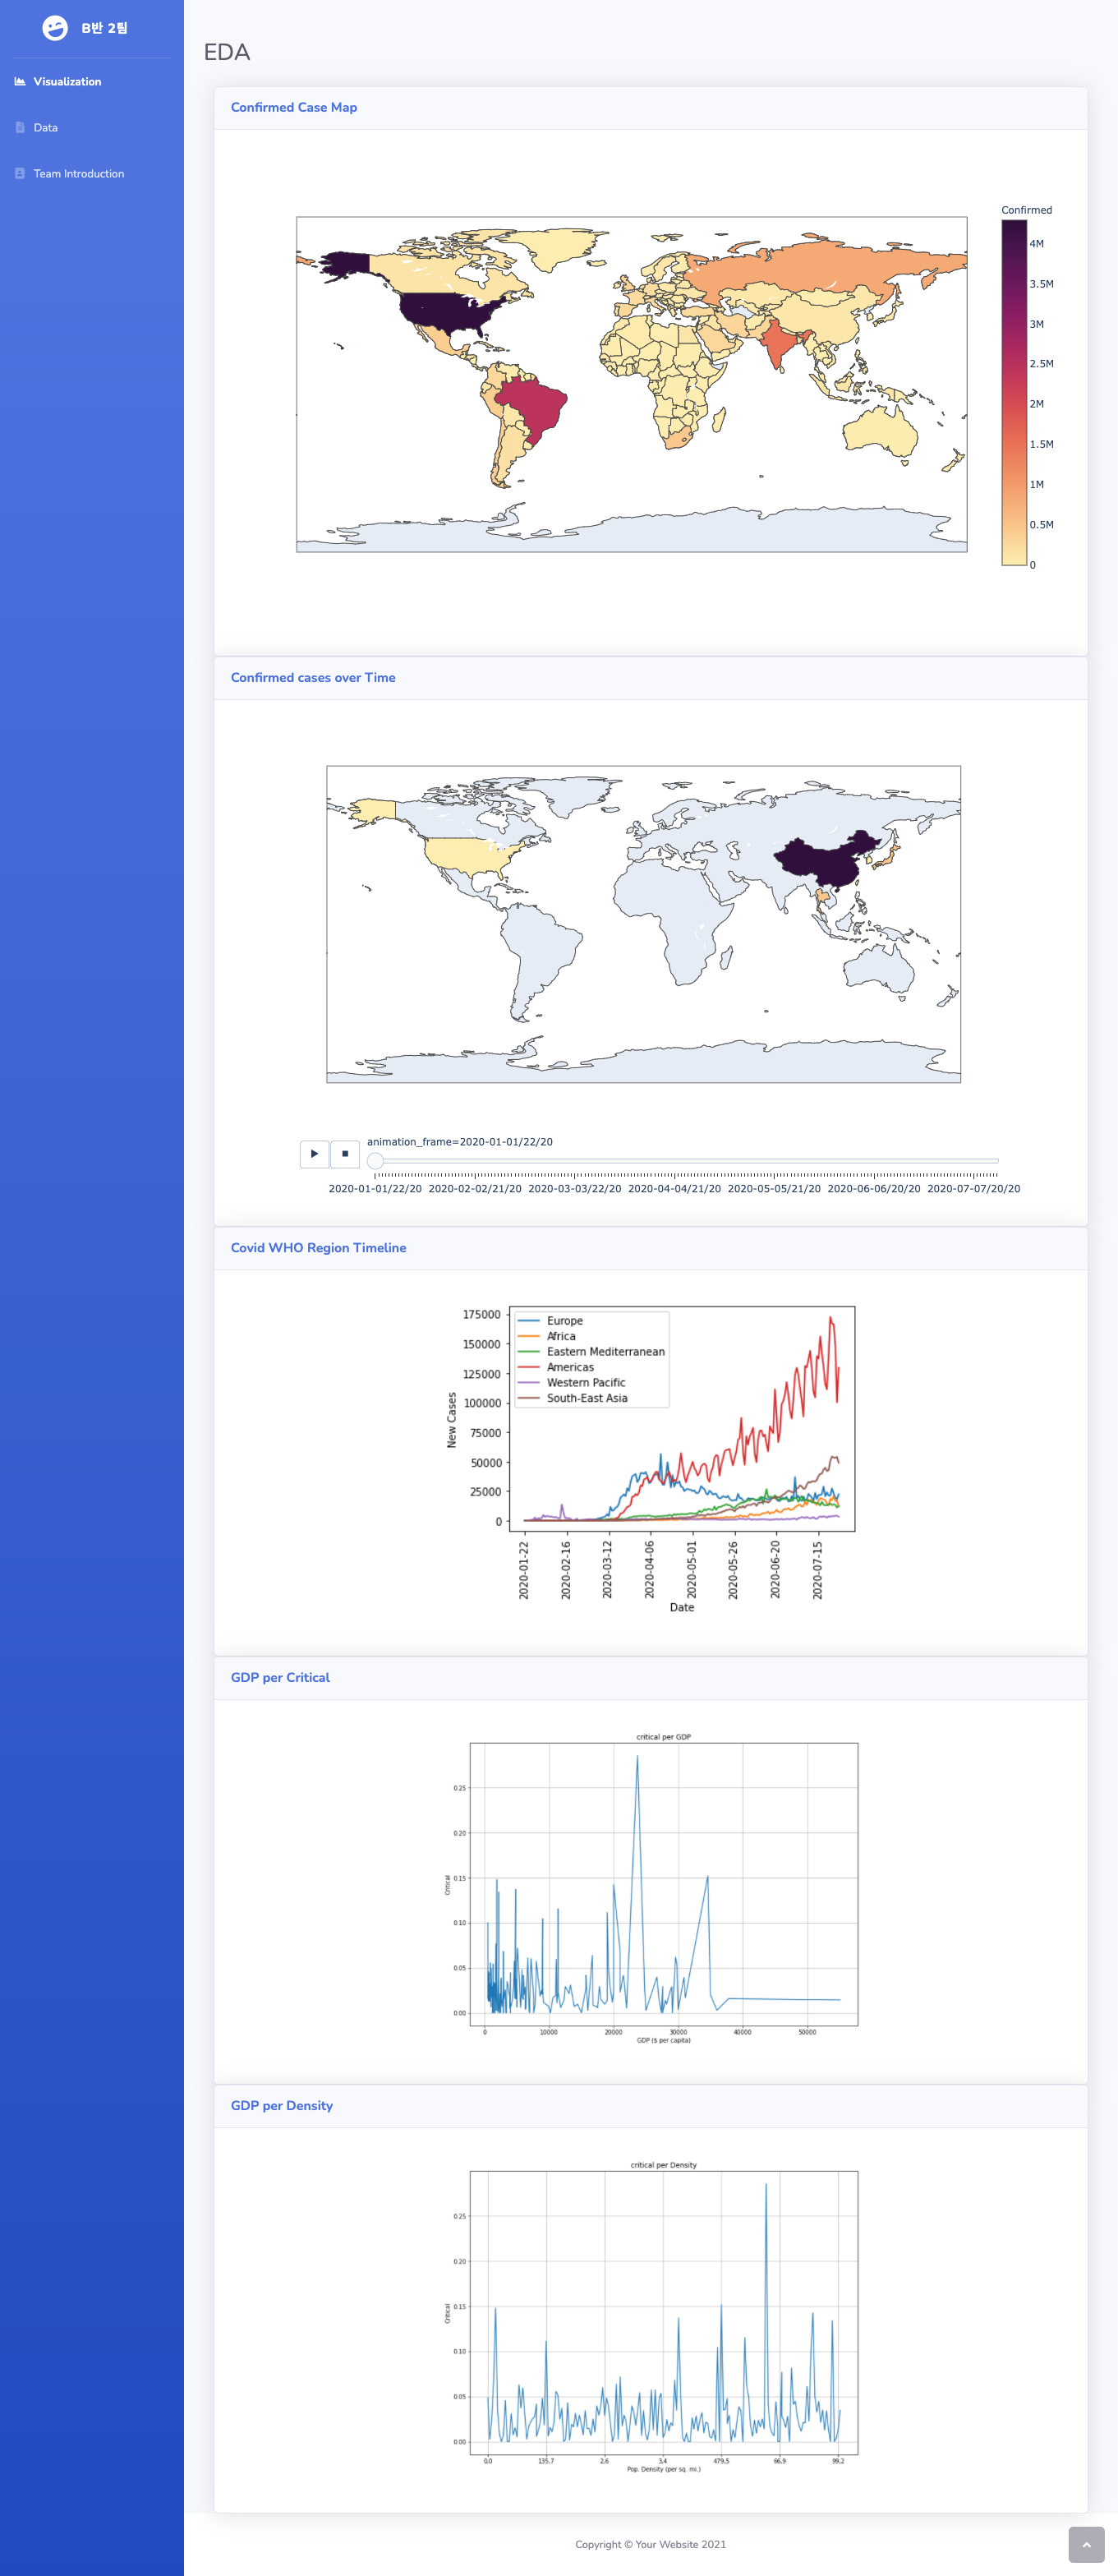 B반 2팀
Visualization
Data
Team Introduction
EDA
Confirmed Case Map
Confirmed
4M
3.5M
3M
2.5M
2M
1.5M
1M
0.5M
0
Confirmed cases over Time
animation_frame=2020-01-01/22/20
2020-01-01/22/20 2020-02-02/21/20 2020-03-03/22/20 2020-04-04/21/20 2020-05-05/21/20 2020-06-06/20/20 2020-07-07/20/20
Covid WHO Region Timeline
175000
150000
125000
100000
75000
50000
25000
0
New Cases
Europe
Africa
Eastern Mediterranean
Americas
Western Pacific
South-East Asia
2020-01-22 2020-02-16 2020-03-12 2020-04-06 2020-05-01 2020-05-26 2020-06-20 2020-07-15
Date
GDP per Critical
critical per GDP
0.25
0.20
0.15
0.10
0.05
0.00
Critical
0 10000 20000 30000 40000 50000
GDP ($ per capita)
GDP per Density
critical per Density
0.25
0.20
0.15
0.10
0.05
0.00
Critical
0.0 135.7 2.6 3.4 479.5 66.9 99.2
Pop. Density (per sq. mi.)
Copyright © Your Website 2021